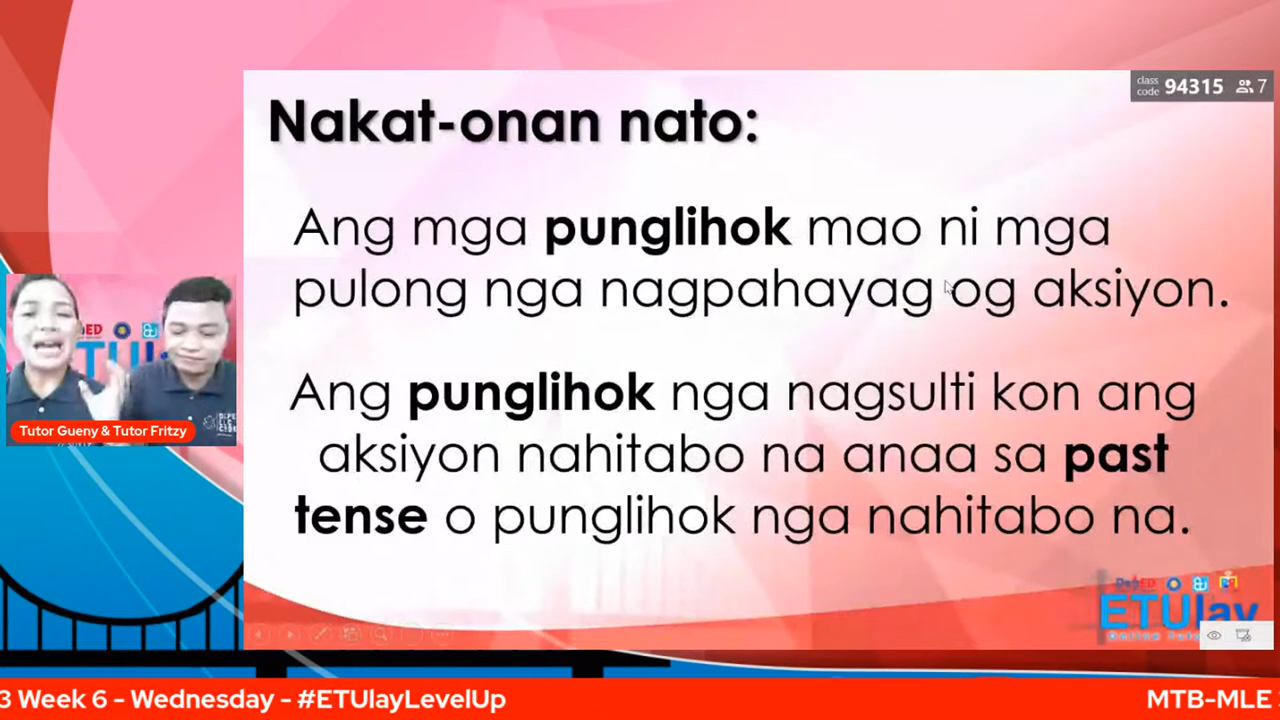 class code 94315 7
Nakat-onan nato:
Ang mga punglihok mao ni mga
pulong nga nagpahayag og aksiyon.
Ang punglihok nga nagsulti kon ang
aksiyon nahitabo na anaa sa past
tense o punglihok nga nahitabo na.
Tutor Gueny & Tutor Fritzy
DepED
ETUlay
3 Week 6 - Wednesday - #ETUlayLevelUp
MTB-MLE